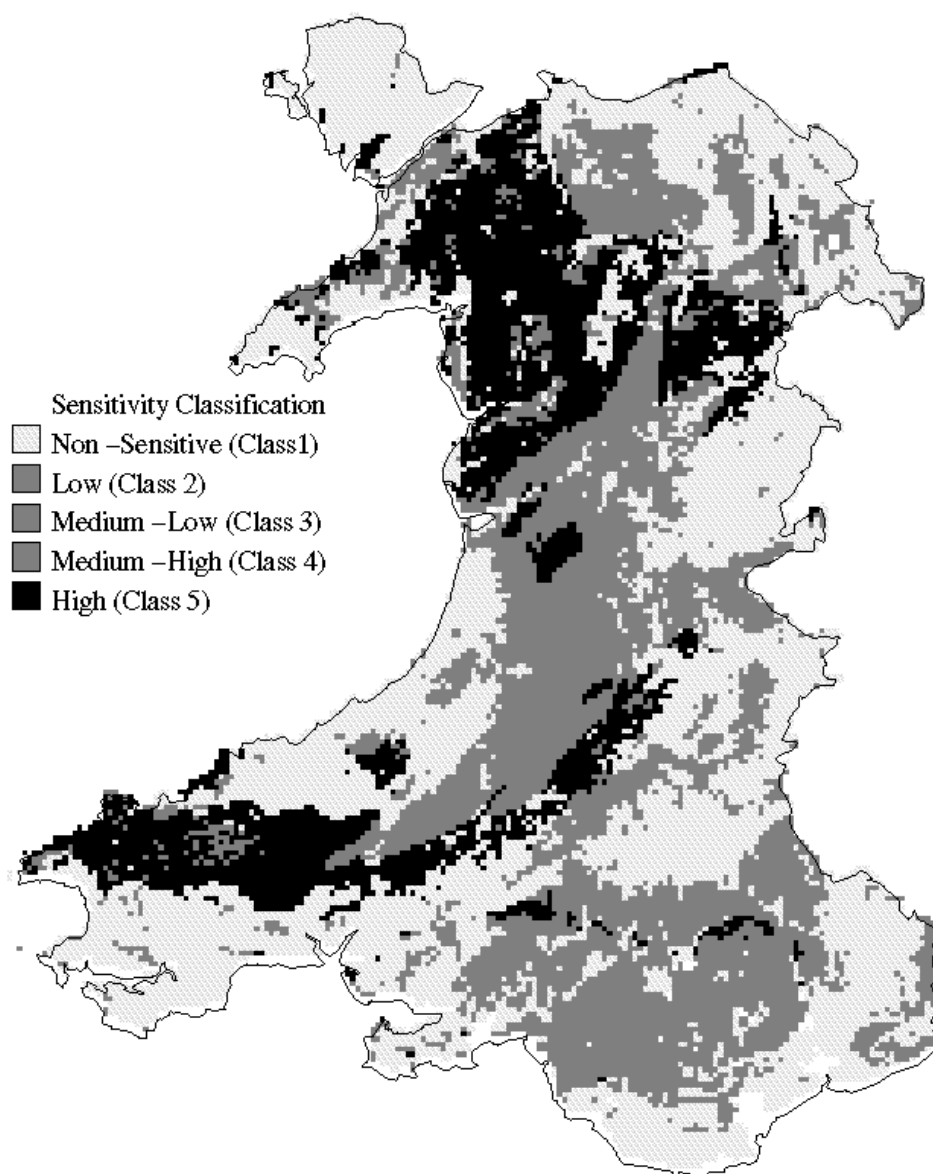 Sensitivity Classification
Non –Sensitive (Class1)
Low (Class 2)
Medium –Low (Class 3)
Medium –High (Class 4)
High (Class 5)